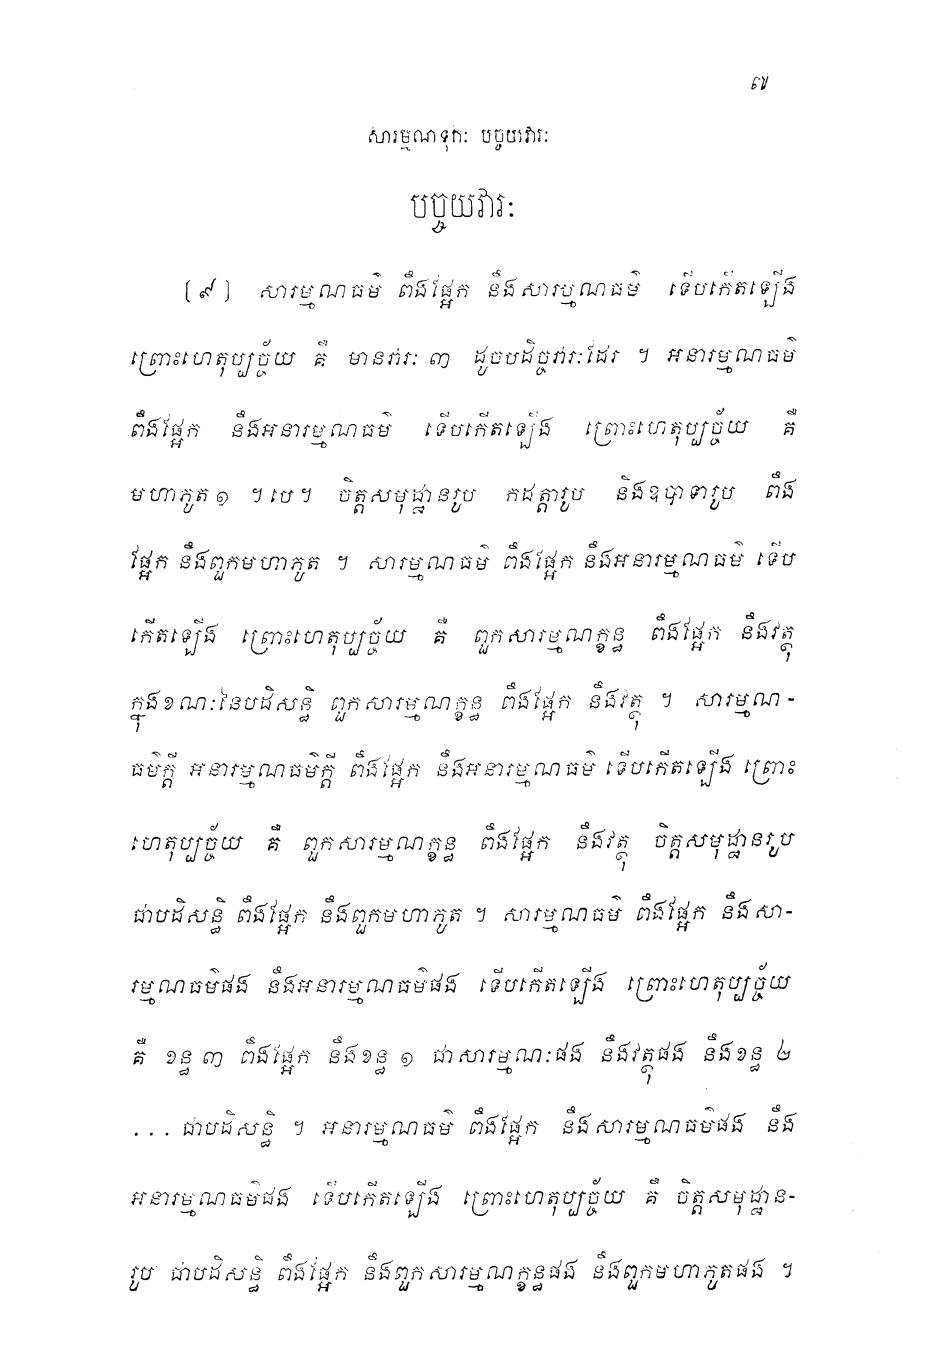 ៧
សារម្មណទុកៈ បច្ចយវារៈ
បច្ចយវារៈ
[៩] សារម្មណធម៌ ពឹងផ្អែក នឹងសារម្មណធម៌ ទើបកើតឡើង
ព្រោះហេតុប្បច្ច័យ គឺ មានវារៈ ៣ ដូចបដិច្ចវារៈដែរ ។ អនារម្មណធម៌
ពឹងផ្អែក នឹងអនារម្មណធម៌ ទើបកើតឡើង ព្រោះហេតុប្បច្ច័យ គឺ
មហាភូត១ ។បេ។ ចិត្តសមុដ្ឋានរូប កដត្តារូប និងឧបាទារូប ពឹង
ផ្អែក នឹងពួកមហាភូត ។ សារម្មណធម៌ ពឹងផ្អែក នឹងអនារម្មណធម៌ ទើប
កើតឡើង ព្រោះហេតុប្បច្ច័យ គឺ ពួកសារម្មណក្ខន្ធ ពឹងផ្អែក នឹងវត្ថុ
ក្នុងខណៈនៃបដិសន្ធិ ពួកសារម្មណក្ខន្ធ ពឹងផ្អែក នឹងវត្ថុ ។ សារម្មណ-
ធម៌ក្តី អនារម្មណធម៌ក្តី ពឹងផ្អែក នឹងអនារម្មណធម៌ ទើបកើតឡើង ព្រោះ
ហេតុប្បច្ច័យ គឺ ពួកសារម្មណក្ខន្ធ ពឹងផ្អែក នឹងវត្ថុ ចិត្តសមុដ្ឋានរូប
ជាបដិសន្ធិ ពឹងផ្អែក នឹងពួកមហាភូត ។ សារម្មណធម៌ ពឹងផ្អែក នឹងសា-
រម្មណធម៌ផង នឹងអនារម្មណធម៌ផង ទើបកើតឡើង ព្រោះហេតុប្បច្ច័យ
គឺ ខន្ធ ៣ ពឹងផ្អែក នឹងខន្ធ ១ ជាសារម្មណៈផង នឹងវត្ថុផង នឹងខន្ធ ២
... ជាបដិសន្ធិ ។ អនារម្មណធម៌ ពឹងផ្អែក នឹងសារម្មណធម៌ផង នឹង
អនារម្មណធម៌ផង ទើបកើតឡើង ព្រោះហេតុប្បច្ច័យ គឺ ចិត្តសមុដ្ឋាន-
រូប ជាបដិសន្ធិ ពឹងផ្អែក នឹងពួកសារម្មណក្ខន្ធផង នឹងពួកមហាភូតផង ។